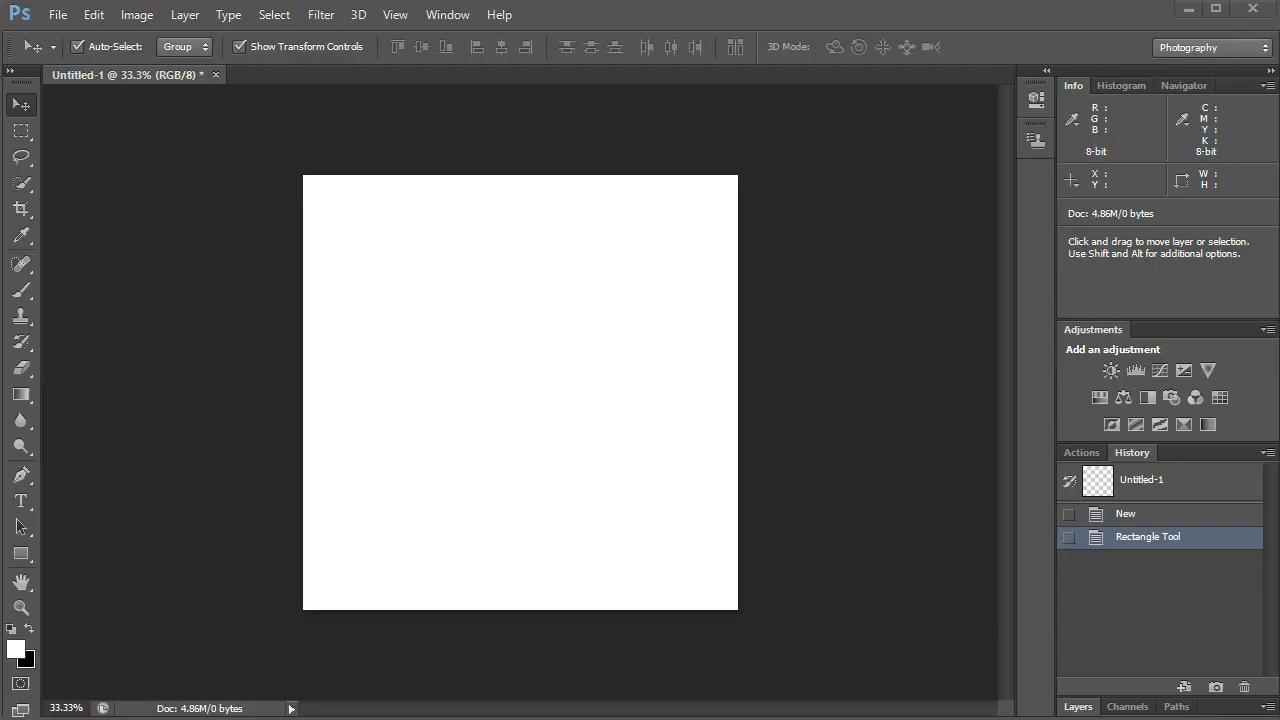 Ps File Edit Image Layer Type Select Filter 3D View Window Help
Auto-Select: Group Show Transform Controls 3D Mode: Photography
Untitled-1 @ 33.3% (RGB/8) * ×
Info Histogram Navigator
R : C :
G : M :
B : Y :
K :
8-bit 8-bit
X : W :
Y : H :
Doc: 4.86M/0 bytes
Click and drag to move layer or selection.
Use Shift and Alt for additional options.
Adjustments
Add an adjustment
Actions History
Untitled-1
New
Rectangle Tool
T
33.33% Doc: 4.86M/0 bytes
Layers Channels Paths